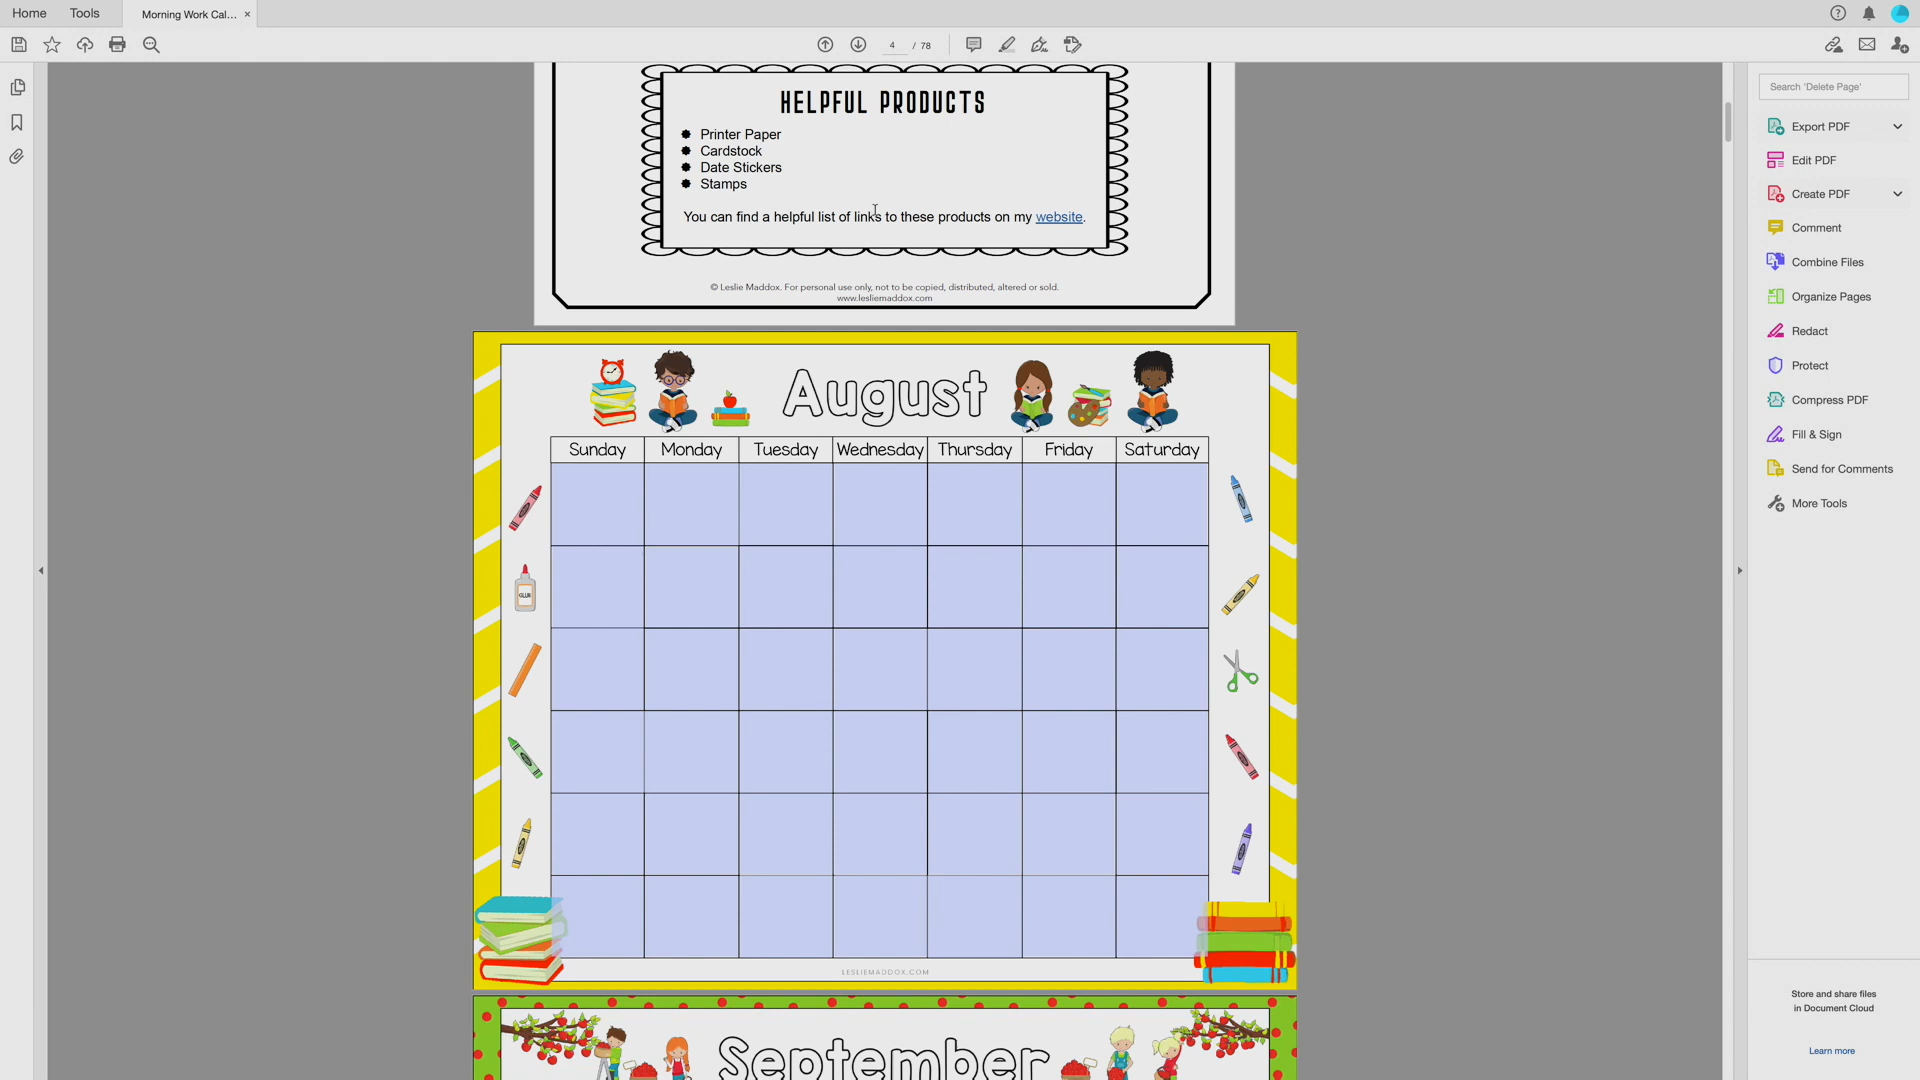 Home
Tools
Morning Work Cal...
4 / 78
HELPFUL PRODUCTS
Printer Paper
Cardstock
Date Stickers
Stamps
You can find a helpful list of links to these products on my website.
© Leslie Maddox. For personal use only, not to be copied, distributed, altered or sold.
www.lesliemaddox.com
August
Sunday Monday Tuesday Wednesday Thursday Friday Saturday
GLUE
LESLIEMADDOX.COM
September
Search 'Delete Page'
Export PDF
Edit PDF
Create PDF
Comment
Combine Files
Organize Pages
Redact
Protect
Compress PDF
Fill & Sign
Send for Comments
More Tools
Store and share files
in Document Cloud
Learn more